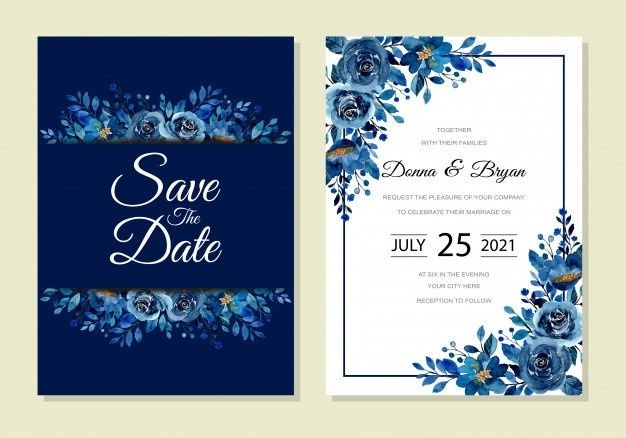 Save
The
Date
TOGETHER
WITH THEIR FAMILIES
Donna & Bryan
REQUEST THE PLEASURE OF YOUR COMPANY
TO CELEBRATE THEIR MARRIAGE ON
JULY 25 2021
AT SIX IN THE EVENING
YOUR CITY HERE
RECEPTION TO FOLLOW